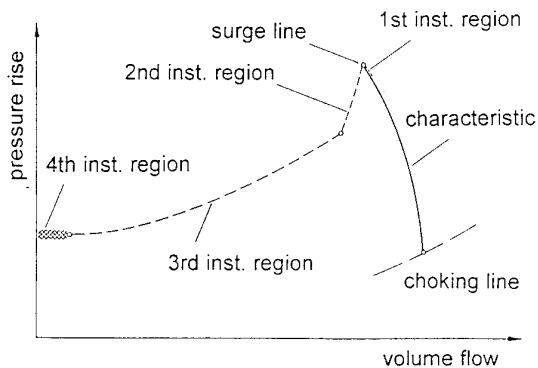 1st inst. region
surge line
2nd inst. region
pressure rise
characteristic
4th inst. region
3rd inst. region
choking line
volume flow